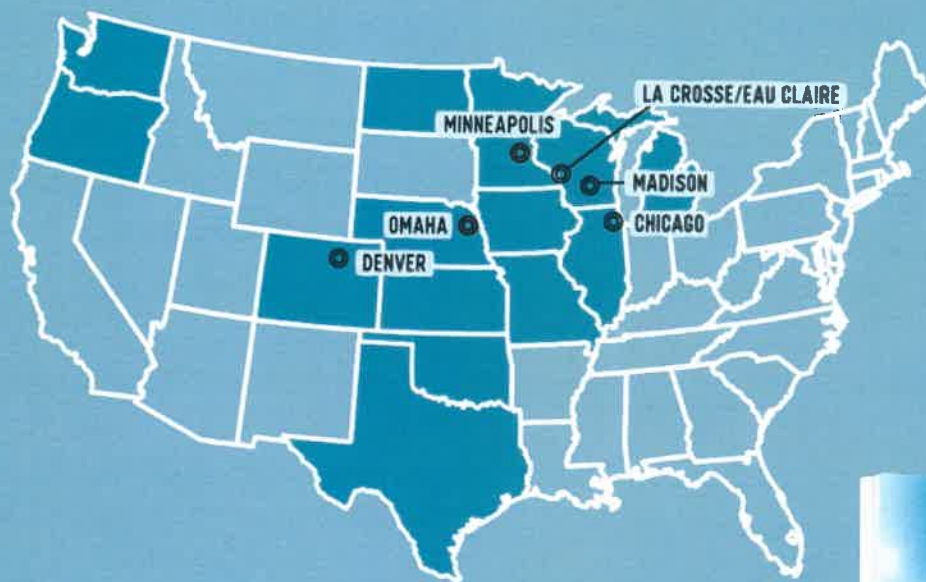 LA CROSSE/EAU CLAIRE
MINNEAPOLIS
MADISON
OMAHA
CHICAGO
DENVER